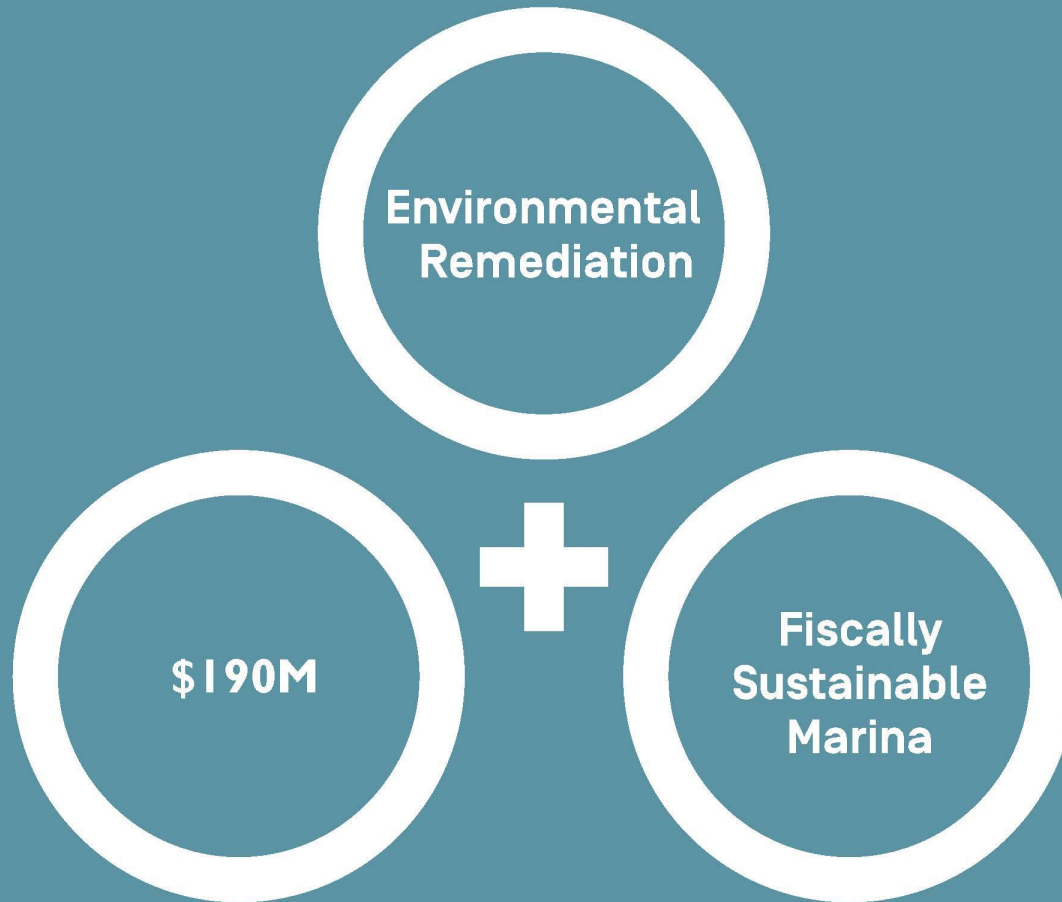 Environmental
Remediation
$190M
Fiscally
Sustainable
Marina